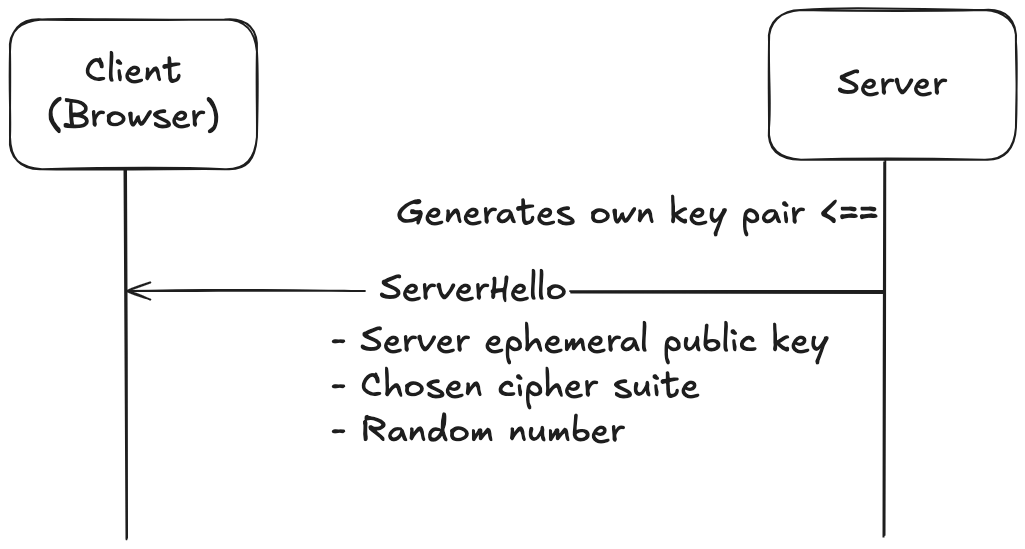 Client
(Browser)
Server
Generates own key pair <==
ServerHello
- Server ephemeral public key
- Chosen cipher suite
- Random number